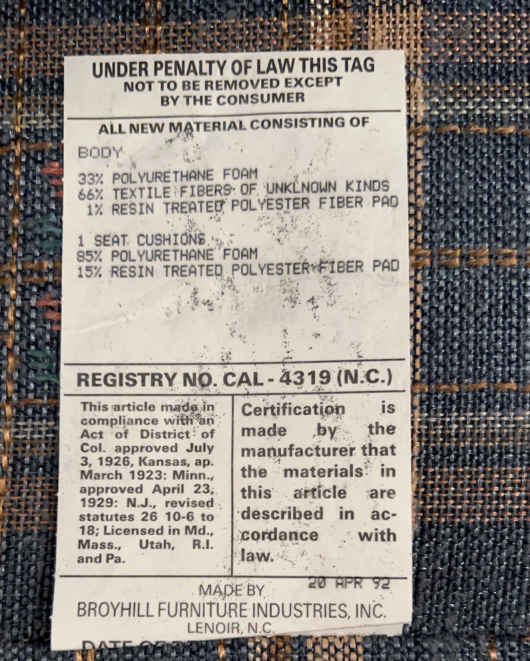 UNDER PENALTY OF LAW THIS TAG
NOT TO BE REMOVED EXCEPT
BY THE CONSUMER
ALL NEW MATERIAL CONSISTING OF
BODY
33% POLYURETHANE FOAM
66% TEXTILE FIBERS OF UNKLNOWN KINDS
1% RESIN TREATED POLYESTER FIBER PAD
1 SEAT CUSHIONS
85% POLYURETHANE FOAM
15% RESIN TREATED POLYESTER FIBER PAD
REGISTRY NO. CAL - 4319 (N.C.)
This article made in
compliance with an
Act of District of
Col. approved July
3, 1926, Kansas, ap.
March 1923: Minn.,
approved April 23,
1929: N.J., revised
statutes 26 10-6 to
18; Licensed in Md.,
Mass., Utah, R.I.
and Pa.
Certification is
made by the
manufacturer that
the materials in
this article are
described in ac-
cordance with
law.
20 APR 92
MADE BY
BROYHILL FURNITURE INDUSTRIES, INC.
LENOIR, N.C.
DATE OF